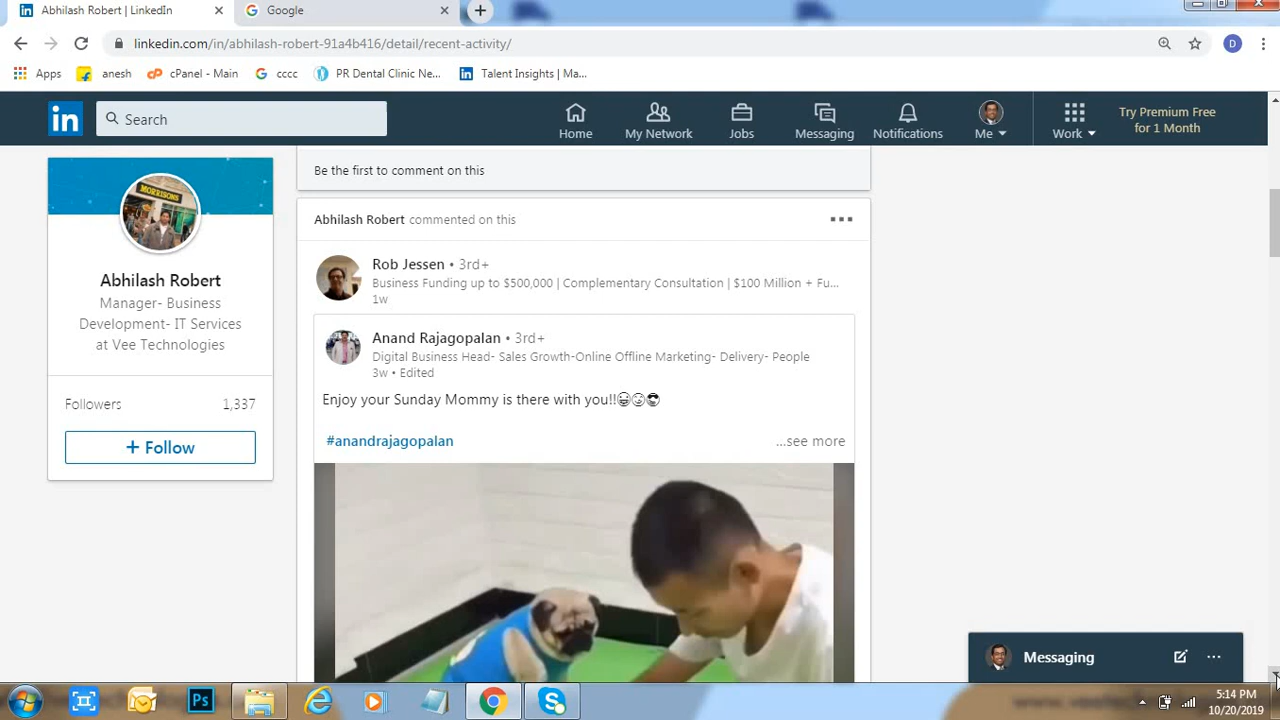 Abhilash Robert | LinkedIn
Google
linkedin.com/in/abhilash-robert-91a4b416/detail/recent-activity/
D
Apps
anesh
cPanel - Main
cccc
PR Dental Clinic Ne...
Talent Insights | Ma...
in
Search
Home
My Network
Jobs
Messaging
Notifications
Me
Work
Try Premium Free
for 1 Month
MORRISONS
Abhilash Robert
Manager- Business
Development- IT Services
at Vee Technologies
Followers 1,337
+ Follow
Be the first to comment on this
Abhilash Robert commented on this
Rob Jessen • 3rd+
Business Funding up to $500,000 | Complementary Consultation | $100 Million + Fu...
1w
Anand Rajagopalan • 3rd+
Digital Business Head- Sales Growth-Online Offline Marketing- Delivery- People
3w • Edited
Enjoy your Sunday Mommy is there with you!!😀😏😎
#anandrajagopalan
...see more
Messaging
Ps
5:14 PM
10/20/2019